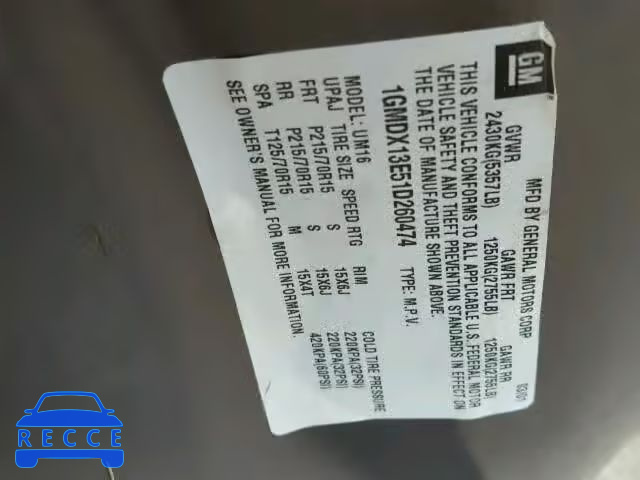 GM
MFD BY GENERAL MOTORS CORP 03/01
GVWR GAWR FRT GAWR RR
2430KG(5357LB) 1250KG(2755LB) 1250KG(2755LB)
THIS VEHICLE CONFORMS TO ALL APPLICABLE U.S. FEDERAL MOTOR
VEHICLE SAFETY AND THEFT PREVENTION STANDARDS IN EFFECT ON
THE DATE OF MANUFACTURE SHOWN ABOVE.
1GMDX13E51D260474 TYPE: M.P.V.
MODEL: UM16
UPAJ TIRE SIZE SPEED RTG RIM COLD TIRE PRESSURE
FRT P215/70R15 S 15X6J 220KPA(32PSI)
RR P215/70R15 S 15X6J 220KPA(32PSI)
SPA T125/70R15 M 15X4T 420KPA(60PSI)
SEE OWNER'S MANUAL FOR MORE INFORMATION.
RECCE